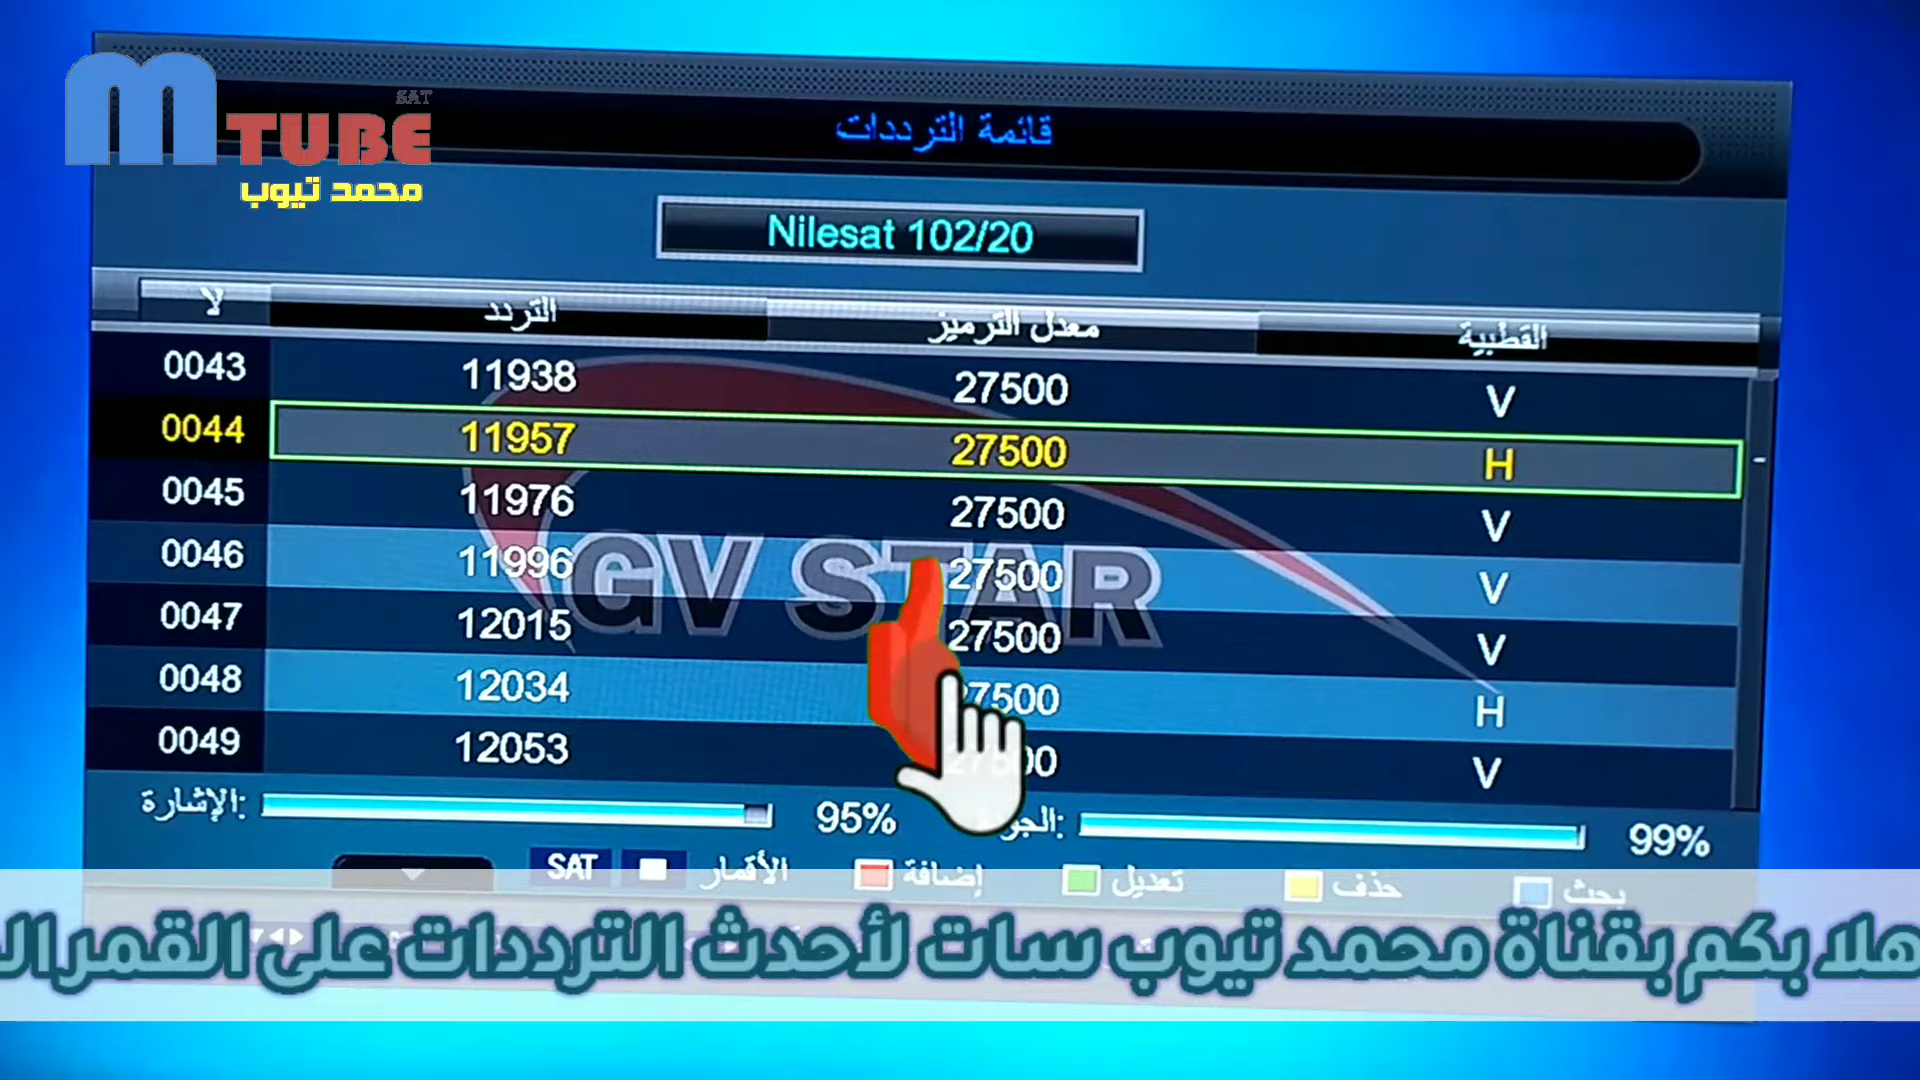 M
SAT
TUBE
محمد تيوب
قائمة الترددات
Nilesat 102/20
لا التردد معدل الترميز القطبية
0043 11938 27500 V
0044 11957 27500 H
0045 11976 27500 V
0046 11996 27500 V
0047 12015 27500 V
0048 12034 27500 H
0049 12053 V
GV STAR
الإشارة: 95% 99%
SAT الأقمار إضافة تعديل حذف بحث
هلا بكم بقناة محمد تيوب سات لأحدث الترددات على القمر